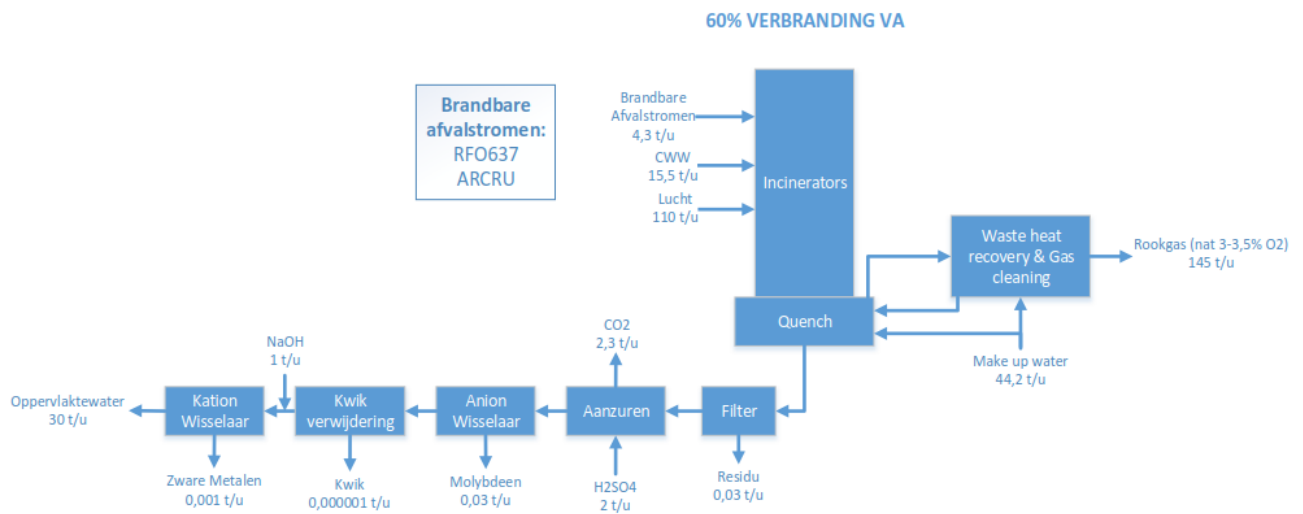 60% VERBRANDING VA
Brandbare
afvalstromen:
RFO637
ARCRU
Brandbare
Afvalstromen
4,3 t/u
CWW
15,5 t/u
Lucht
110 t/u
Incinerators
Waste heat
recovery & Gas
cleaning
Rookgas (nat 3-3,5% O2)
145 t/u
Quench
Make up water
44,2 t/u
CO2
2,3 t/u
NaOH
1 t/u
Oppervlaktewater
30 t/u
Kation
Wisselaar
Kwik
verwijdering
Anion
Wisselaar
Aanzuren
Filter
Zware Metalen
0,001 t/u
Kwik
0,000001 t/u
Molybdeen
0,03 t/u
H2SO4
2 t/u
Residu
0,03 t/u